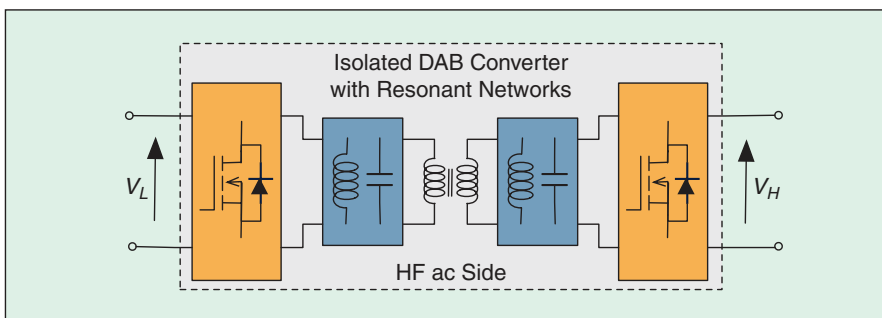 Isolated DAB Converter
with Resonant Networks
V_L
V_H
HF ac Side